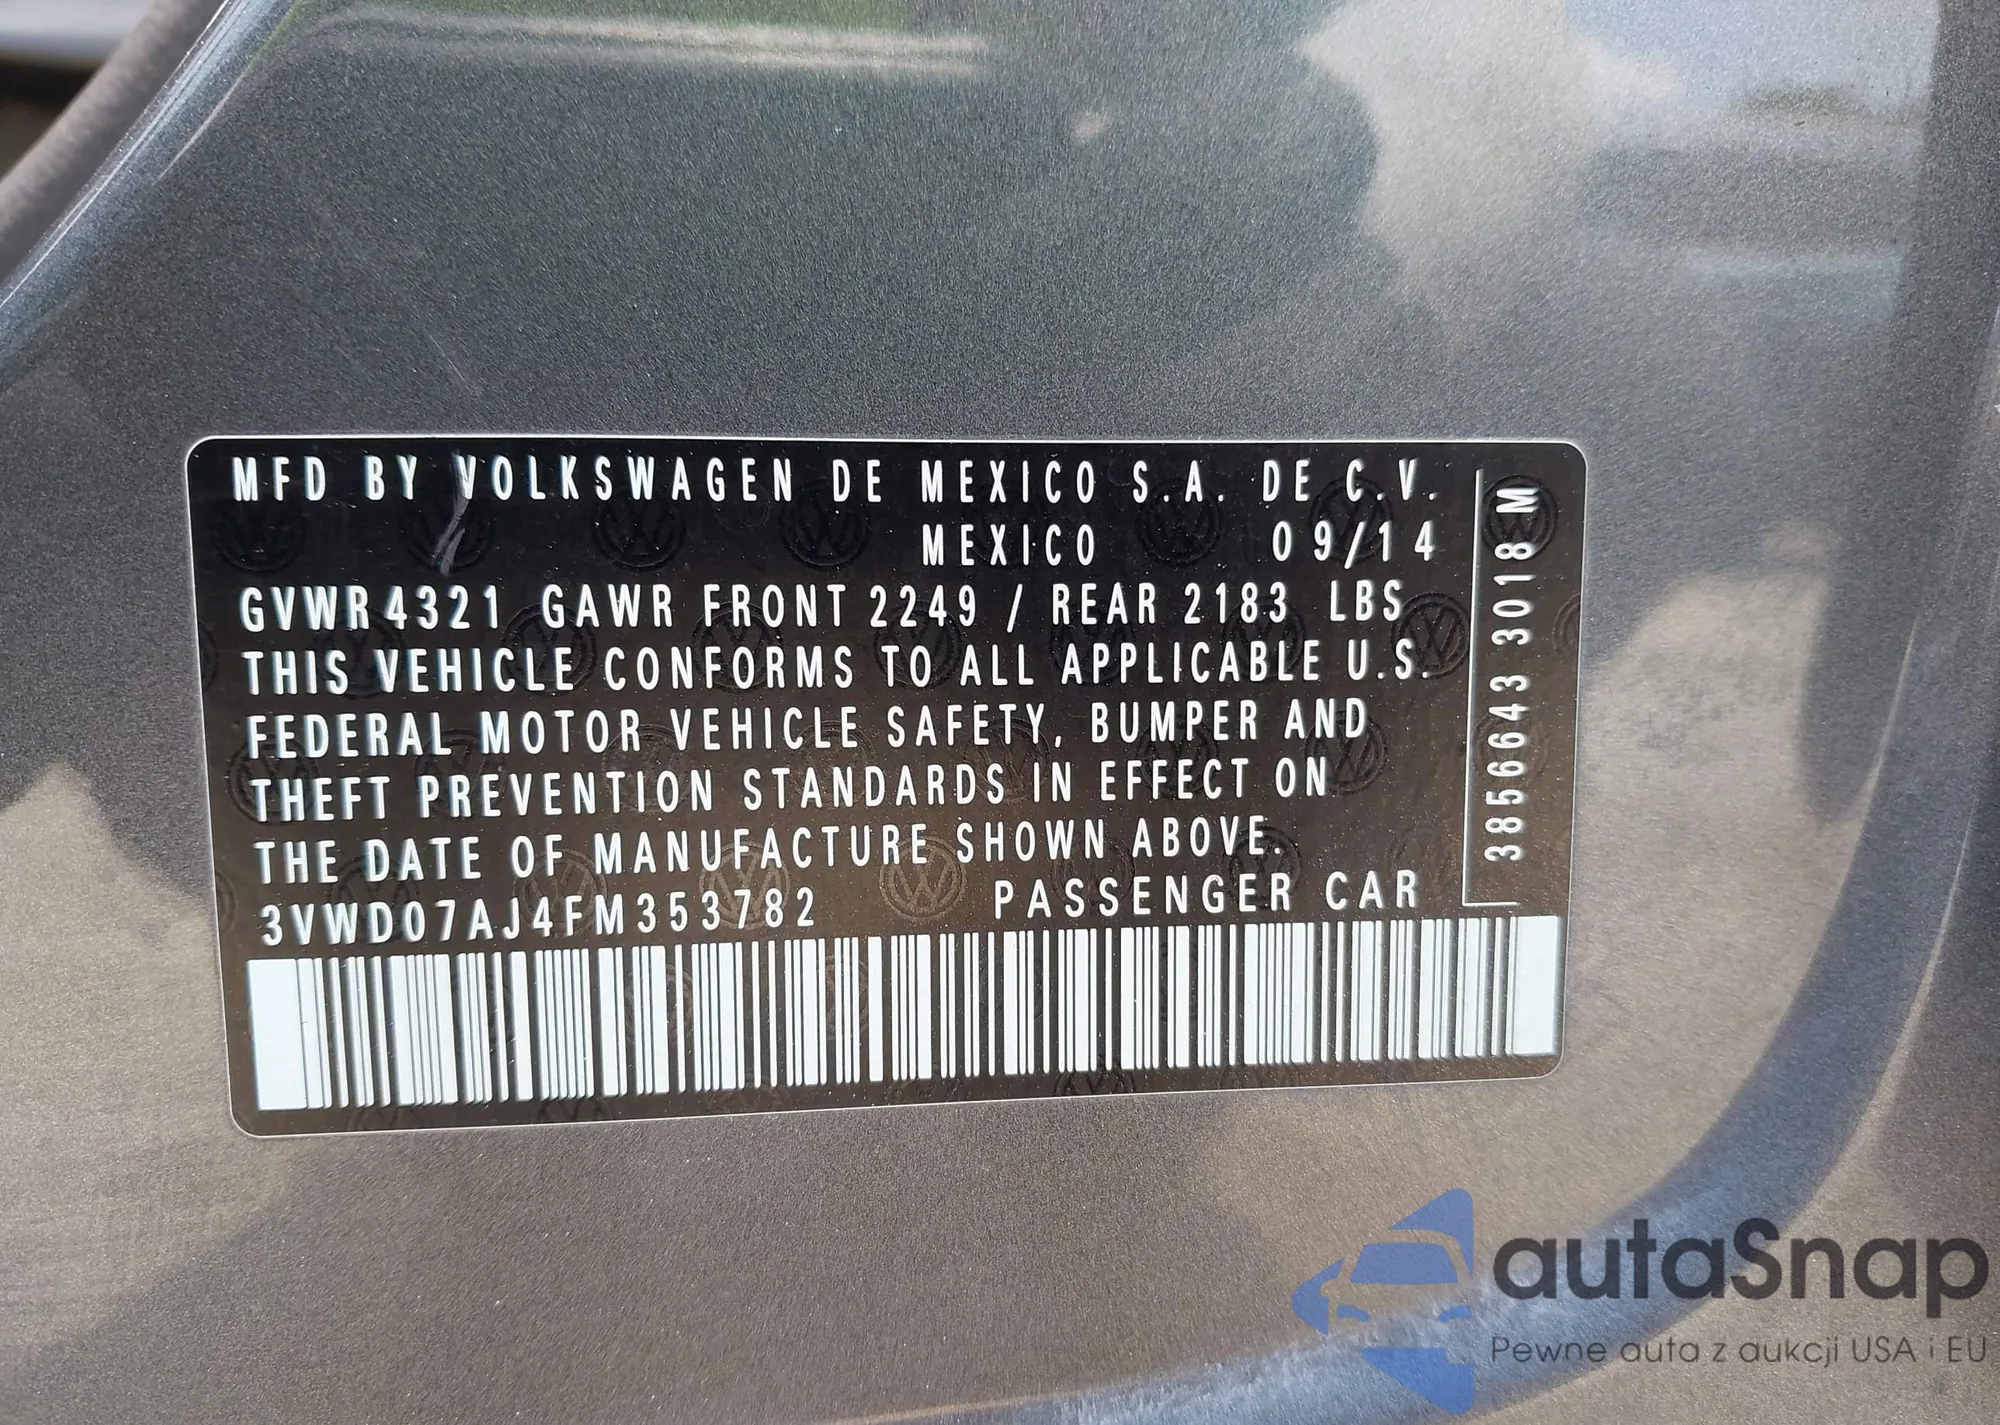 MFD BY VOLKSWAGEN DE MEXICO S.A. DE C.V.
MEXICO 09/14
GVWR 4321 GAWR FRONT 2249 / REAR 2183 LBS
THIS VEHICLE CONFORMS TO ALL APPLICABLE U.S.
FEDERAL MOTOR VEHICLE SAFETY, BUMPER AND
THEFT PREVENTION STANDARDS IN EFFECT ON
THE DATE OF MANUFACTURE SHOWN ABOVE.
3VWD07AJ4FM353782 PASSENGER CAR
3856643 3018 M
autaSnap
Pewne auta z aukcji USA i EU